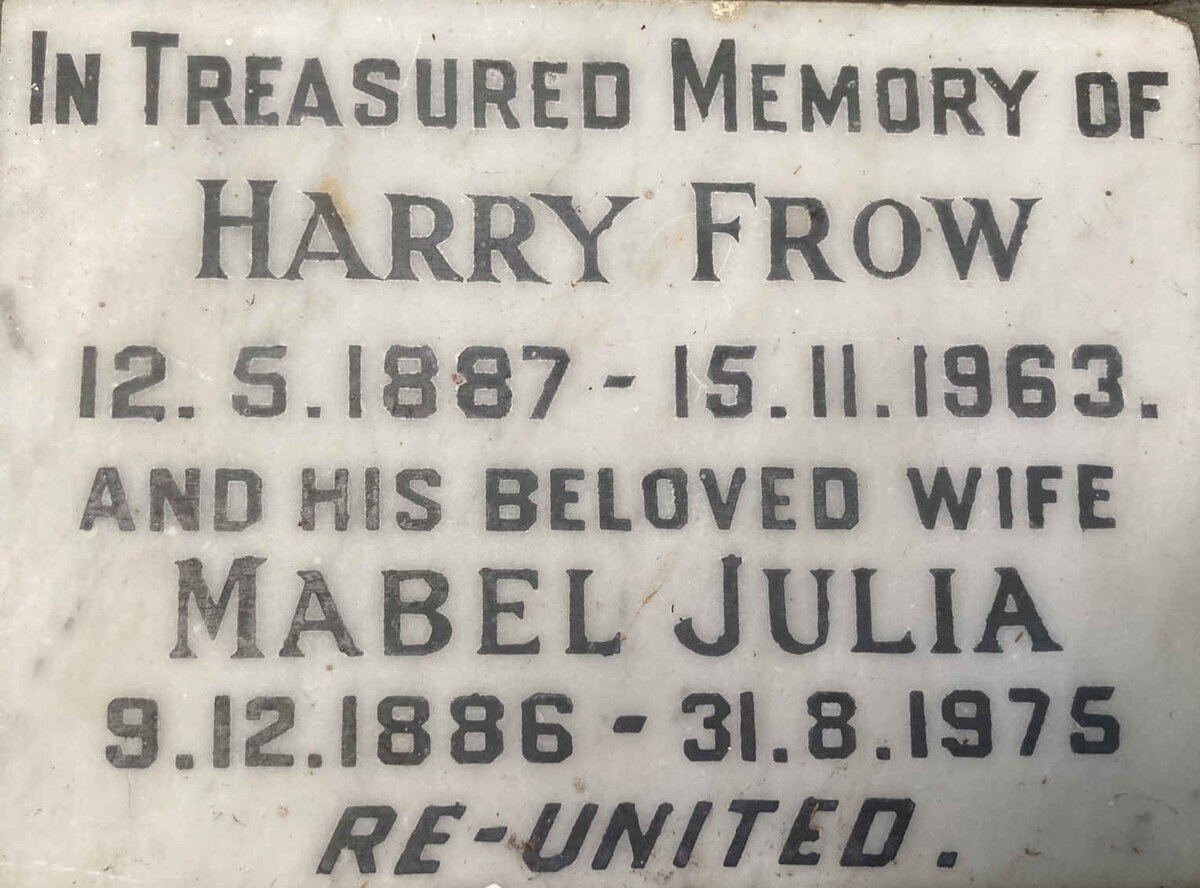 IN TREASURED MEMORY OF
HARRY FROW
12. 5. 1887 - 15. 11. 1963.
AND HIS BELOVED WIFE
MABEL JULIA
9. 12. 1886 - 31. 8. 1975
RE-UNITED.